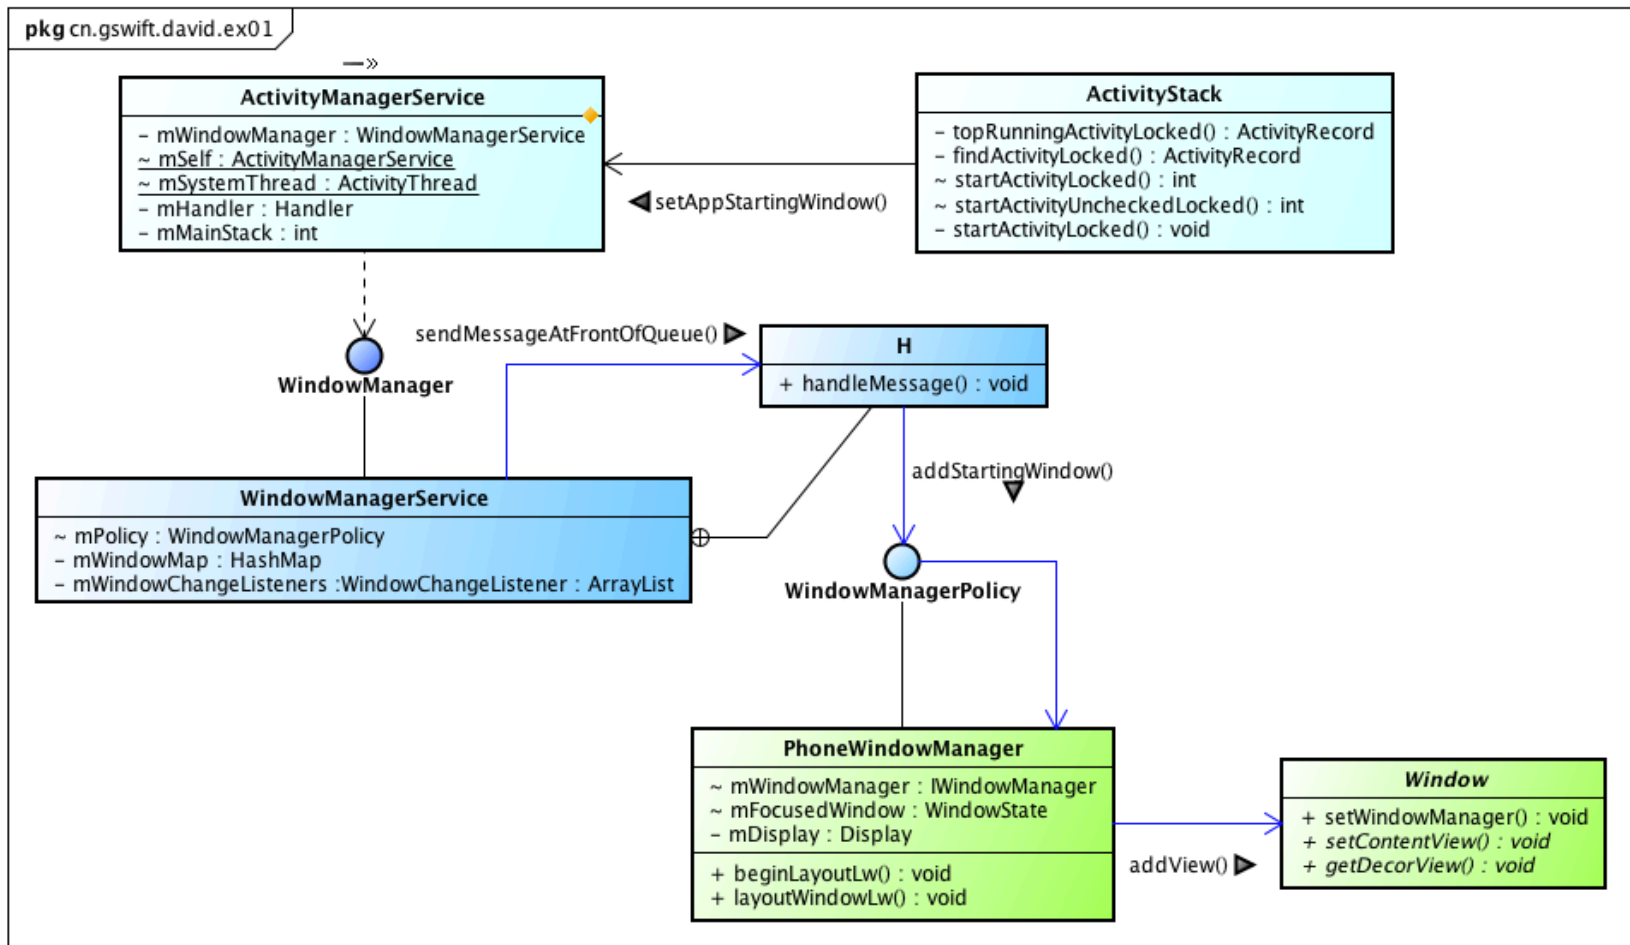 pkg cn.gswift.david.ex01
ActivityManagerService
- mWindowManager : WindowManagerService
~ mSelf : ActivityManagerService
~ mSystemThread : ActivityThread
- mHandler : Handler
- mMainStack : int
ActivityStack
- topRunningActivityLocked() : ActivityRecord
- findActivityLocked() : ActivityRecord
~ startActivityLocked() : int
~ startActivityUncheckedLocked() : int
- startActivityLocked() : void
setAppStartingWindow()
sendMessageAtFrontOfQueue()
WindowManager
H
+ handleMessage() : void
addStartingWindow()
WindowManagerService
~ mPolicy : WindowManagerPolicy
- mWindowMap : HashMap
- mWindowChangeListeners :WindowChangeListener : ArrayList
WindowManagerPolicy
PhoneWindowManager
~ mWindowManager : IWindowManager
~ mFocusedWindow : WindowState
- mDisplay : Display
+ beginLayoutLw() : void
+ layoutWindowLw() : void
addView()
Window
+ setWindowManager() : void
+ setContentView() : void
+ getDecorView() : void